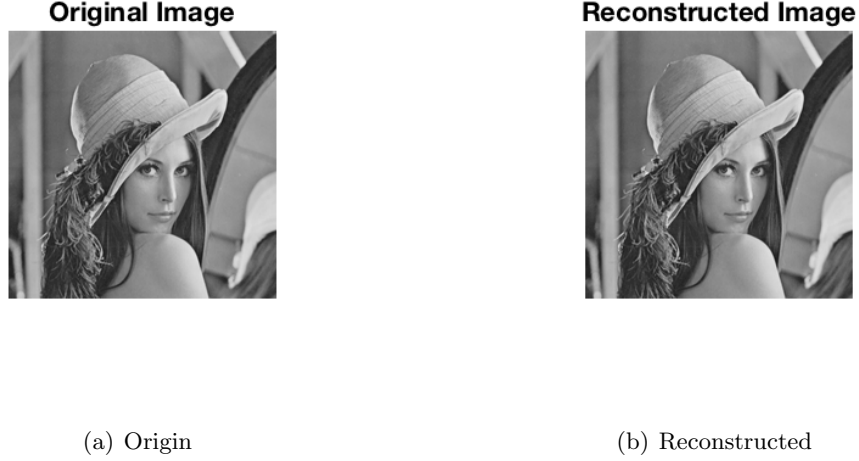 Original Image
Reconstructed Image
(a) Origin
(b) Reconstructed